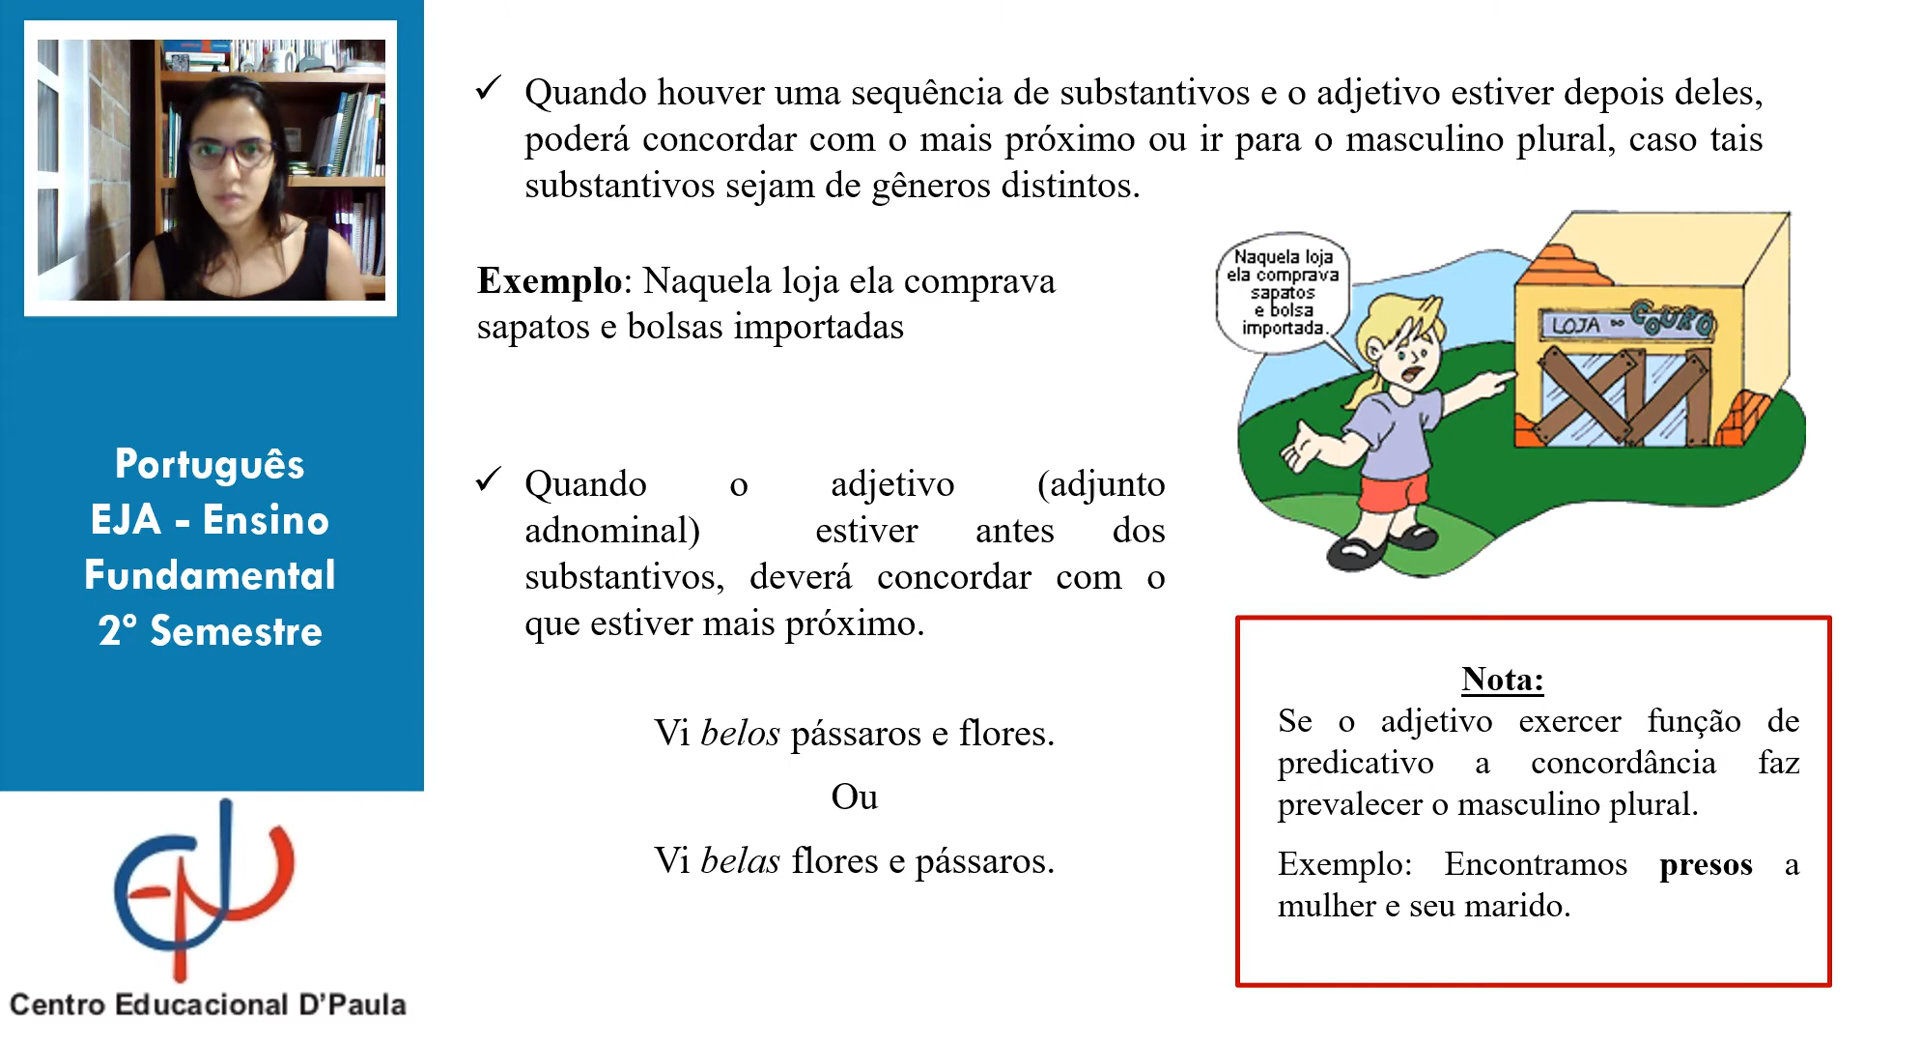 ✓ Quando houver uma sequência de substantivos e o adjetivo estiver depois deles,
poderá concordar com o mais próximo ou ir para o masculino plural, caso tais
substantivos sejam de gêneros distintos.
Exemplo: Naquela loja ela comprava
sapatos e bolsas importadas
Naquela loja
ela comprava
sapatos
e bolsa
importada.
LOJA DO COURO
✓ Quando o adjetivo (adjunto
adnominal) estiver antes dos
substantivos, deverá concordar com o
que estiver mais próximo.
Vi belos pássaros e flores.
Ou
Vi belas flores e pássaros.
Nota:
Se o adjetivo exercer função de
predicativo a concordância faz
prevalecer o masculino plural.
Exemplo: Encontramos presos a
mulher e seu marido.
Português
EJA - Ensino
Fundamental
2° Semestre
Centro Educacional D'Paula